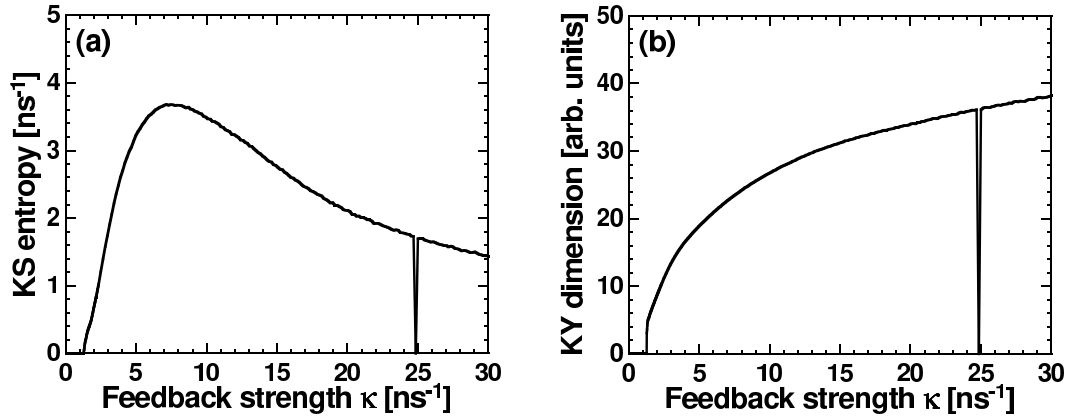 (a)
KS entropy [ns⁻¹]
5
4
3
2
1
0
0 5 10 15 20 25 30
Feedback strength κ [ns⁻¹]
(b)
KY dimension [arb. units]
50
40
30
20
10
0
0 5 10 15 20 25 30
Feedback strength κ [ns⁻¹]